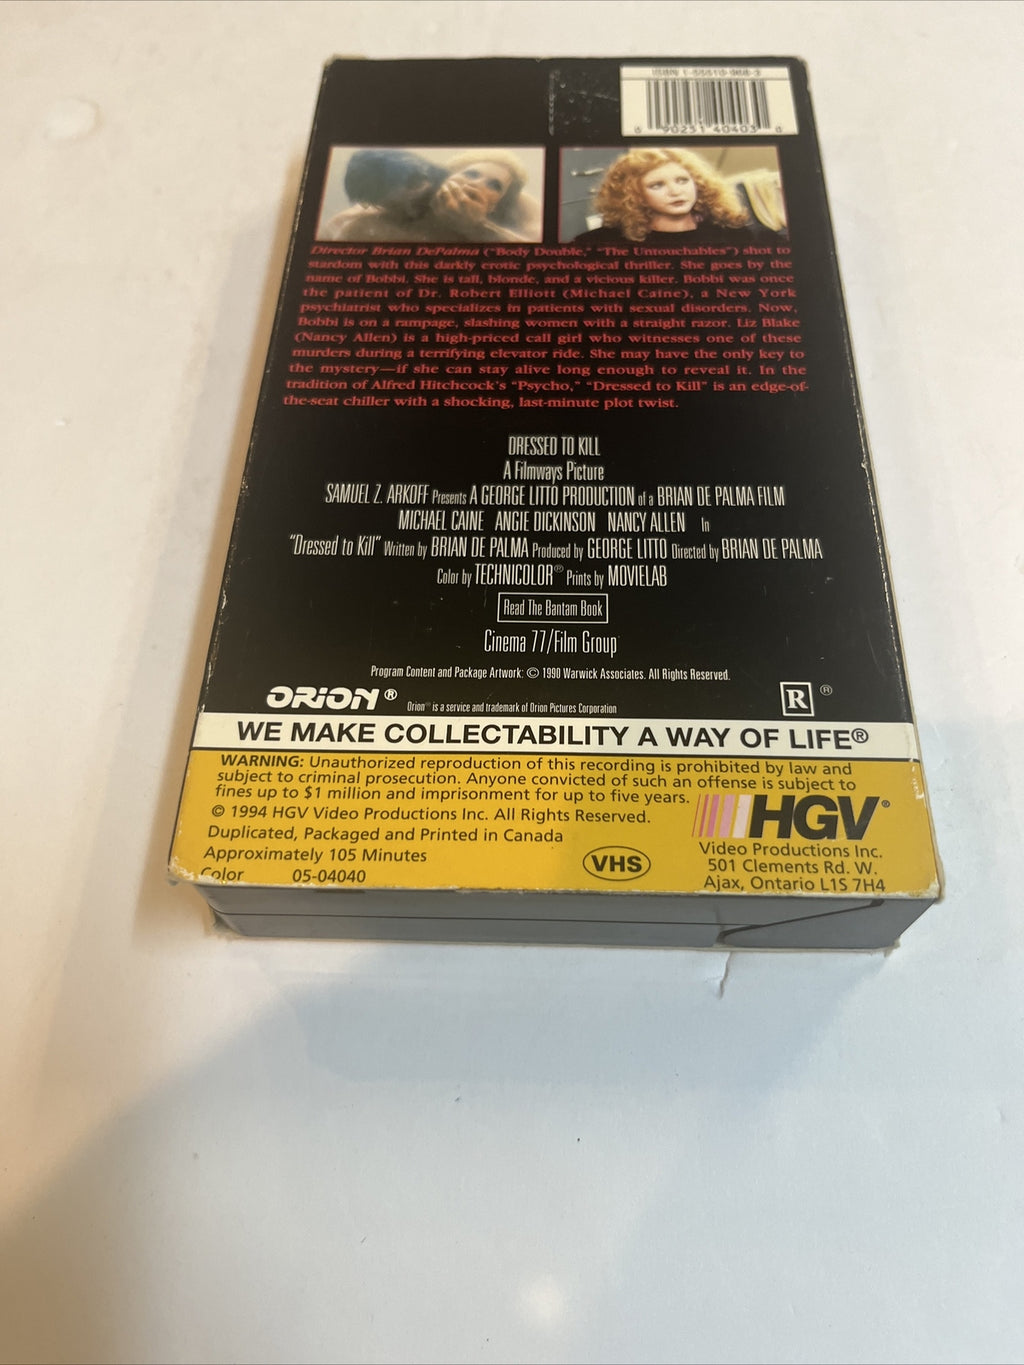 ISBN 1-55510-968-3
0 90251 40403 0
Director Brian DePalma ("Body Double," "The Untouchables") shot to
stardom with this darkly erotic psychological thriller. She goes by the
name of Bobbi. She is tall, blonde, and a vicious killer. Bobbi was once
the patient of Dr. Robert Elliott (Michael Caine), a New York
psychiatrist who specializes in patients with sexual disorders. Now,
Bobbi is on a rampage, slashing women with a straight razor. Liz Blake
(Nancy Allen) is a high-priced call girl who witnesses one of these
murders during a terrifying elevator ride. She may have the only key to
the mystery—if she can stay alive long enough to reveal it. In the
tradition of Alfred Hitchcock's "Psycho," "Dressed to Kill" is an edge-of-
the-seat chiller with a shocking, last-minute plot twist.
DRESSED TO KILL
A Filmways Picture
SAMUEL Z. ARKOFF Presents A GEORGE LITTO PRODUCTION of a BRIAN DE PALMA FILM
MICHAEL CAINE ANGIE DICKINSON NANCY ALLEN In
"Dressed to Kill" Written by BRIAN DE PALMA Produced by GEORGE LITTO Directed by BRIAN DE PALMA
Color by TECHNICOLOR® Prints by MOVIELAB
Read The Bantam Book
Cinema 77/Film Group
Program Content and Package Artwork: © 1990 Warwick Associates. All Rights Reserved.
ORION ® Orion™ is a service and trademark of Orion Pictures Corporation R ®
WE MAKE COLLECTABILITY A WAY OF LIFE®
WARNING: Unauthorized reproduction of this recording is prohibited by law and
subject to criminal prosecution. Anyone convicted of such an offense is subject to
fines up to $1 million and imprisonment for up to five years.
© 1994 HGV Video Productions Inc. All Rights Reserved.
Duplicated, Packaged and Printed in Canada
Approximately 105 Minutes
Color 05-04040
VHS
HGV®
Video Productions Inc.
501 Clements Rd. W.
Ajax, Ontario L1S 7H4